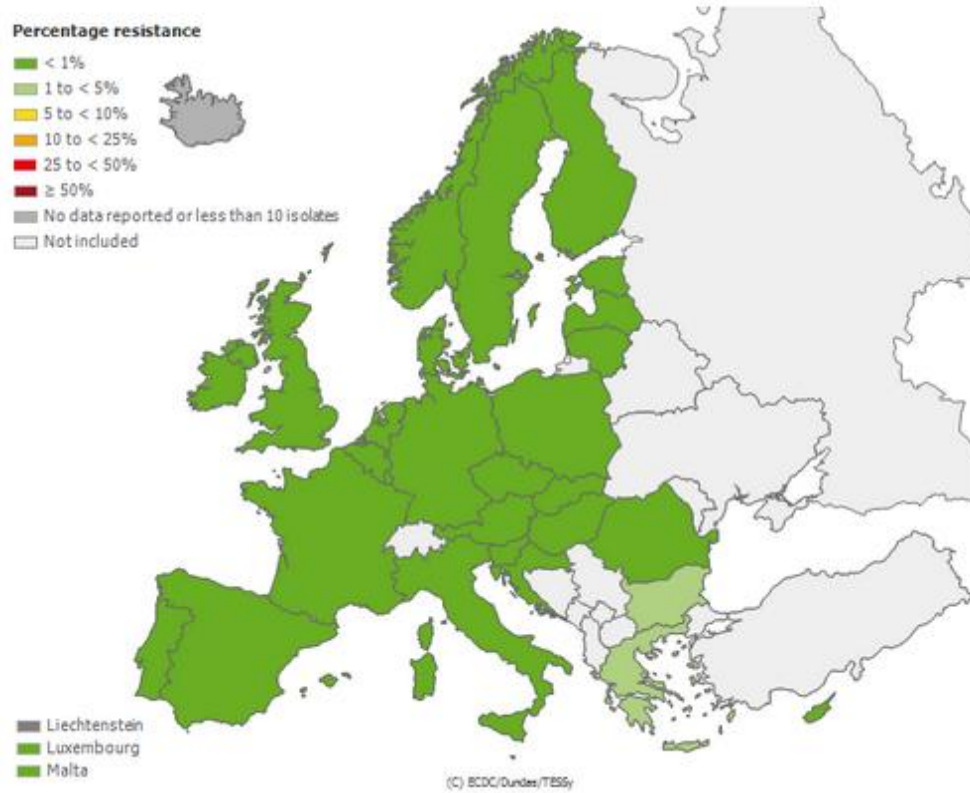 Percentage resistance
< 1%
1 to < 5%
5 to < 10%
10 to < 25%
25 to < 50%
≥ 50%
No data reported or less than 10 isolates
Not included
Liechtenstein
Luxembourg
Malta
(C) ECDC/Dundas/TESSy